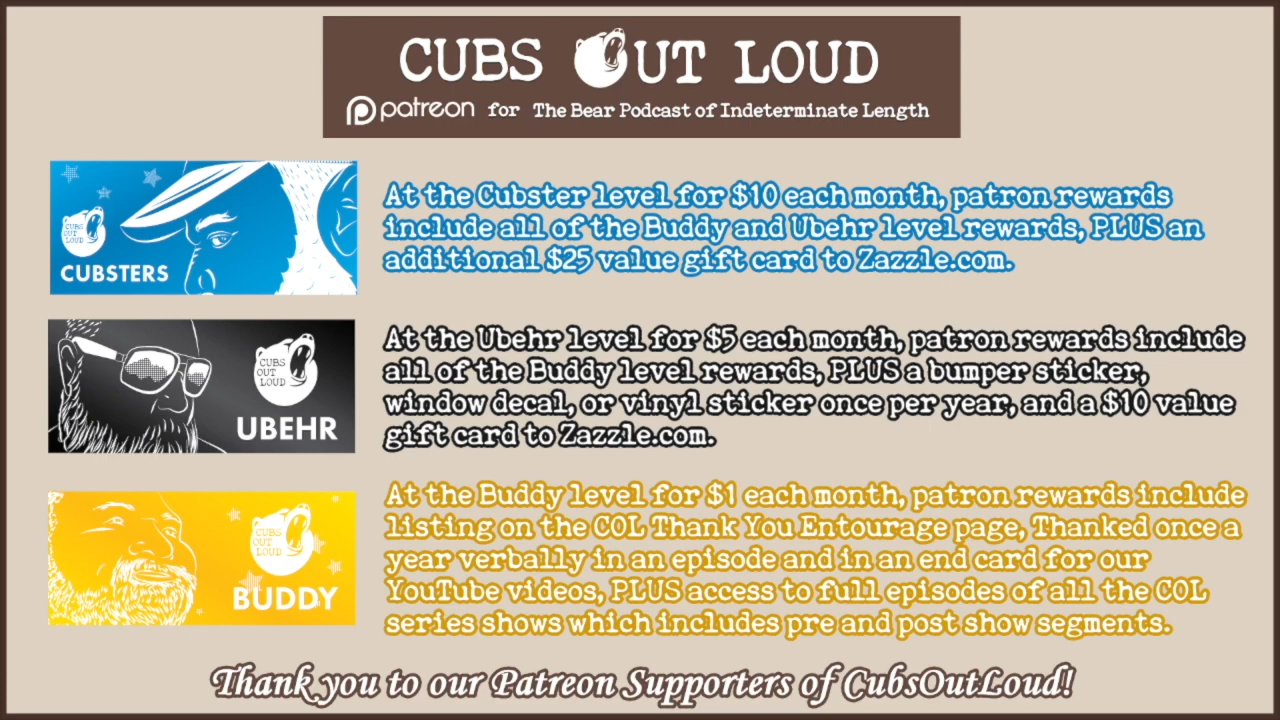 CUBS OUT LOUD
patreon for The Bear Podcast of Indeterminate Length
CUBS
OUT
LOUD
CUBSTERS
At the Cubster level for $10 each month, patron rewards
include all of the Buddy and Ubehr level rewards, PLUS an
additional $25 value gift card to Zazzle.com.
CUBS
OUT
LOUD
UBEHR
At the Ubehr level for $5 each month, patron rewards include
all of the Buddy level rewards, PLUS a bumper sticker,
window decal, or vinyl sticker once per year, and a $10 value
gift card to Zazzle.com.
CUBS
OUT
LOUD
BUDDY
At the Buddy level for $1 each month, patron rewards include
listing on the COL Thank You Entourage page, Thanked once a
year verbally in an episode and in an end card for our
YouTube videos, PLUS access to full episodes of all the COL
series shows which includes pre and post show segments.
Thank you to our Patreon Supporters of CubsOutLoud!